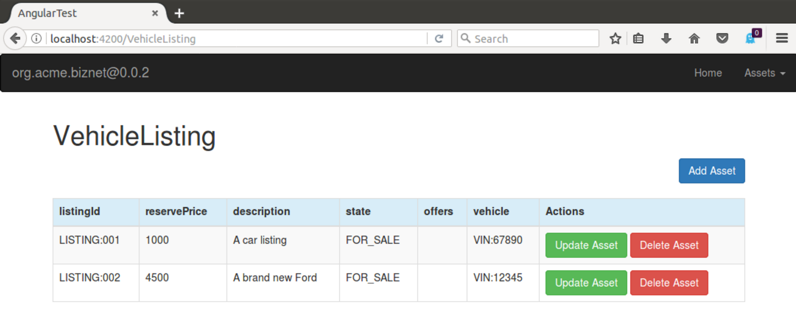 AngularTest
localhost:4200/VehicleListing
Search
0
org.acme.biznet@0.0.2 Home Assets
VehicleListing
Add Asset
listingId reservePrice description state offers vehicle Actions
LISTING:001 1000 A car listing FOR_SALE VIN:67890 Update Asset Delete Asset
LISTING:002 4500 A brand new Ford FOR_SALE VIN:12345 Update Asset Delete Asset